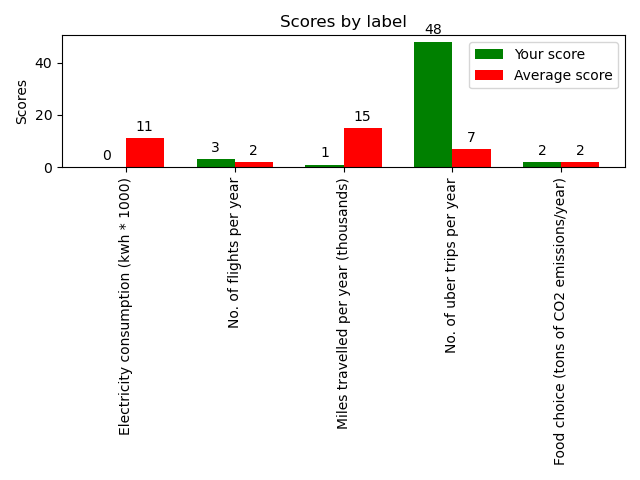 Scores by label
Your score
Average score
Scores
40
20
0
0
11
3
2
1
15
48
7
2
2
Electricity consumption (kwh * 1000)
No. of flights per year
Miles travelled per year (thousands)
No. of uber trips per year
Food choice (tons of CO2 emissions/year)